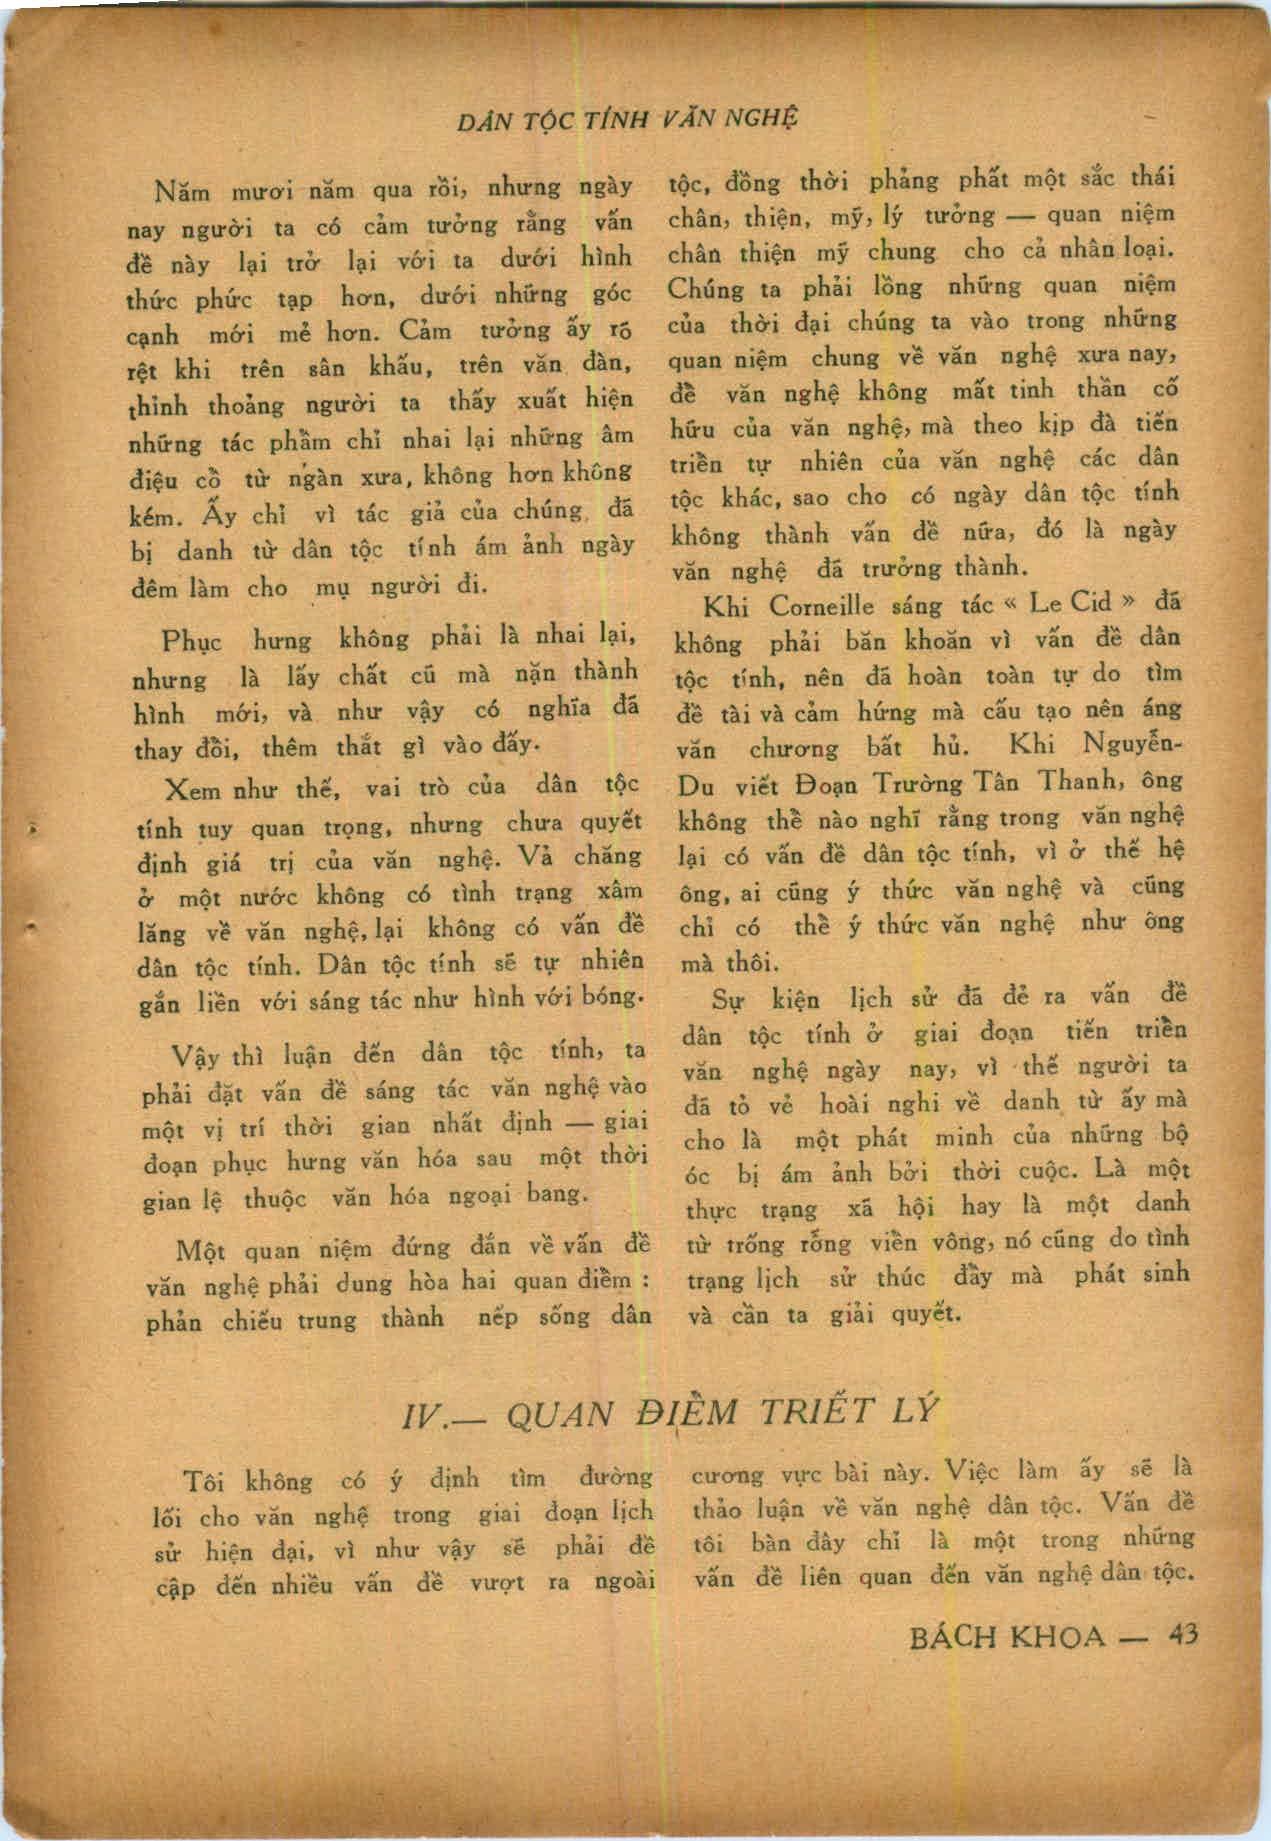 DÂN TỘC TÍNH VĂN NGHỆ
Năm mươi năm qua rồi, nhưng ngày
nay người ta có cảm tưởng rằng vấn
đề này lại trở lại với ta dưới hình
thức phức tạp hơn, dưới những góc
cạnh mới mẻ hơn. Cảm tưởng ấy rõ
rệt khi trên sân khấu, trên văn đàn,
thỉnh thoảng người ta thấy xuất hiện
những tác phẩm chỉ nhai lại những âm
điệu cổ từ ngàn xưa, không hơn không
kém. Ấy chỉ vì tác giả của chúng đã
bị danh từ dân tộc tính ám ảnh ngày
đêm làm cho mụ người đi.
Phục hưng không phải là nhai lại,
nhưng là lấy chất cũ mà nặn thành
hình mới, và như vậy có nghĩa đã
thay đổi, thêm thắt gì vào đấy.
Xem như thế, vai trò của dân tộc
tính tuy quan trọng, nhưng chưa quyết
định giá trị của văn nghệ. Vả chăng
ở một nước không có tình trạng xâm
lăng về văn nghệ, lại không có vấn đề
dân tộc tính. Dân tộc tính sẽ tự nhiên
gắn liền với sáng tác như hình với bóng.
Vậy thì luận đến dân tộc tính, ta
phải đặt vấn đề sáng tác văn nghệ vào
một vị trí thời gian nhất định — giai
đoạn phục hưng văn hóa sau một thời
gian lệ thuộc văn hóa ngoại bang.
Một quan niệm đứng đắn về vấn đề
văn nghệ phải dung hòa hai quan điểm :
phản chiếu trung thành nếp sống dân
tộc, đồng thời phảng phất một sắc thái
chân, thiện, mỹ, lý tưởng — quan niệm
chân thiện mỹ chung cho cả nhân loại.
Chúng ta phải lồng những quan niệm
của thời đại chúng ta vào trong những
quan niệm chung về văn nghệ xưa nay,
để văn nghệ không mất tinh thần cố
hữu của văn nghệ, mà theo kịp đà tiến
triển tự nhiên của văn nghệ các dân
tộc khác, sao cho có ngày dân tộc tính
không thành vấn đề nữa, đó là ngày
văn nghệ đã trưởng thành.
Khi Corneille sáng tác « Le Cid » đã
không phải băn khoăn vì vấn đề dân
tộc tính, nên đã hoàn toàn tự do tìm
đề tài và cảm hứng mà cấu tạo nên áng
văn chương bất hủ. Khi Nguyễn-
Du viết Đoạn Trường Tân Thanh, ông
không thể nào nghĩ rằng trong văn nghệ
lại có vấn đề dân tộc tính, vì ở thế hệ
ông, ai cũng ý thức văn nghệ và cũng
chỉ có thể ý thức văn nghệ như ông
mà thôi.
Sự kiện lịch sử đã đẻ ra vấn đề
dân tộc tính ở giai đoạn tiến triển
văn nghệ ngày nay, vì thế người ta
đã tỏ vẻ hoài nghi về danh từ ấy mà
cho là một phát minh của những bộ
óc bị ám ảnh bởi thời cuộc. Là một
thực trạng xã hội hay là một danh
từ trống rỗng viển vông, nó cũng do tình
trạng lịch sử thúc đẩy mà phát sinh
và cần ta giải quyết.
IV.— QUAN ĐIỂM TRIẾT LÝ
Tôi không có ý định tìm đường
lối cho văn nghệ trong giai đoạn lịch
sử hiện đại, vì như vậy sẽ phải đề
cập đến nhiều vấn đề vượt ra ngoài
cương vực bài này. Việc làm ấy sẽ là
thảo luận về văn nghệ dân tộc. Vấn đề
tôi bàn đây chỉ là một trong những
vấn đề liên quan đến văn nghệ dân tộc.
BÁCH KHOA — 43